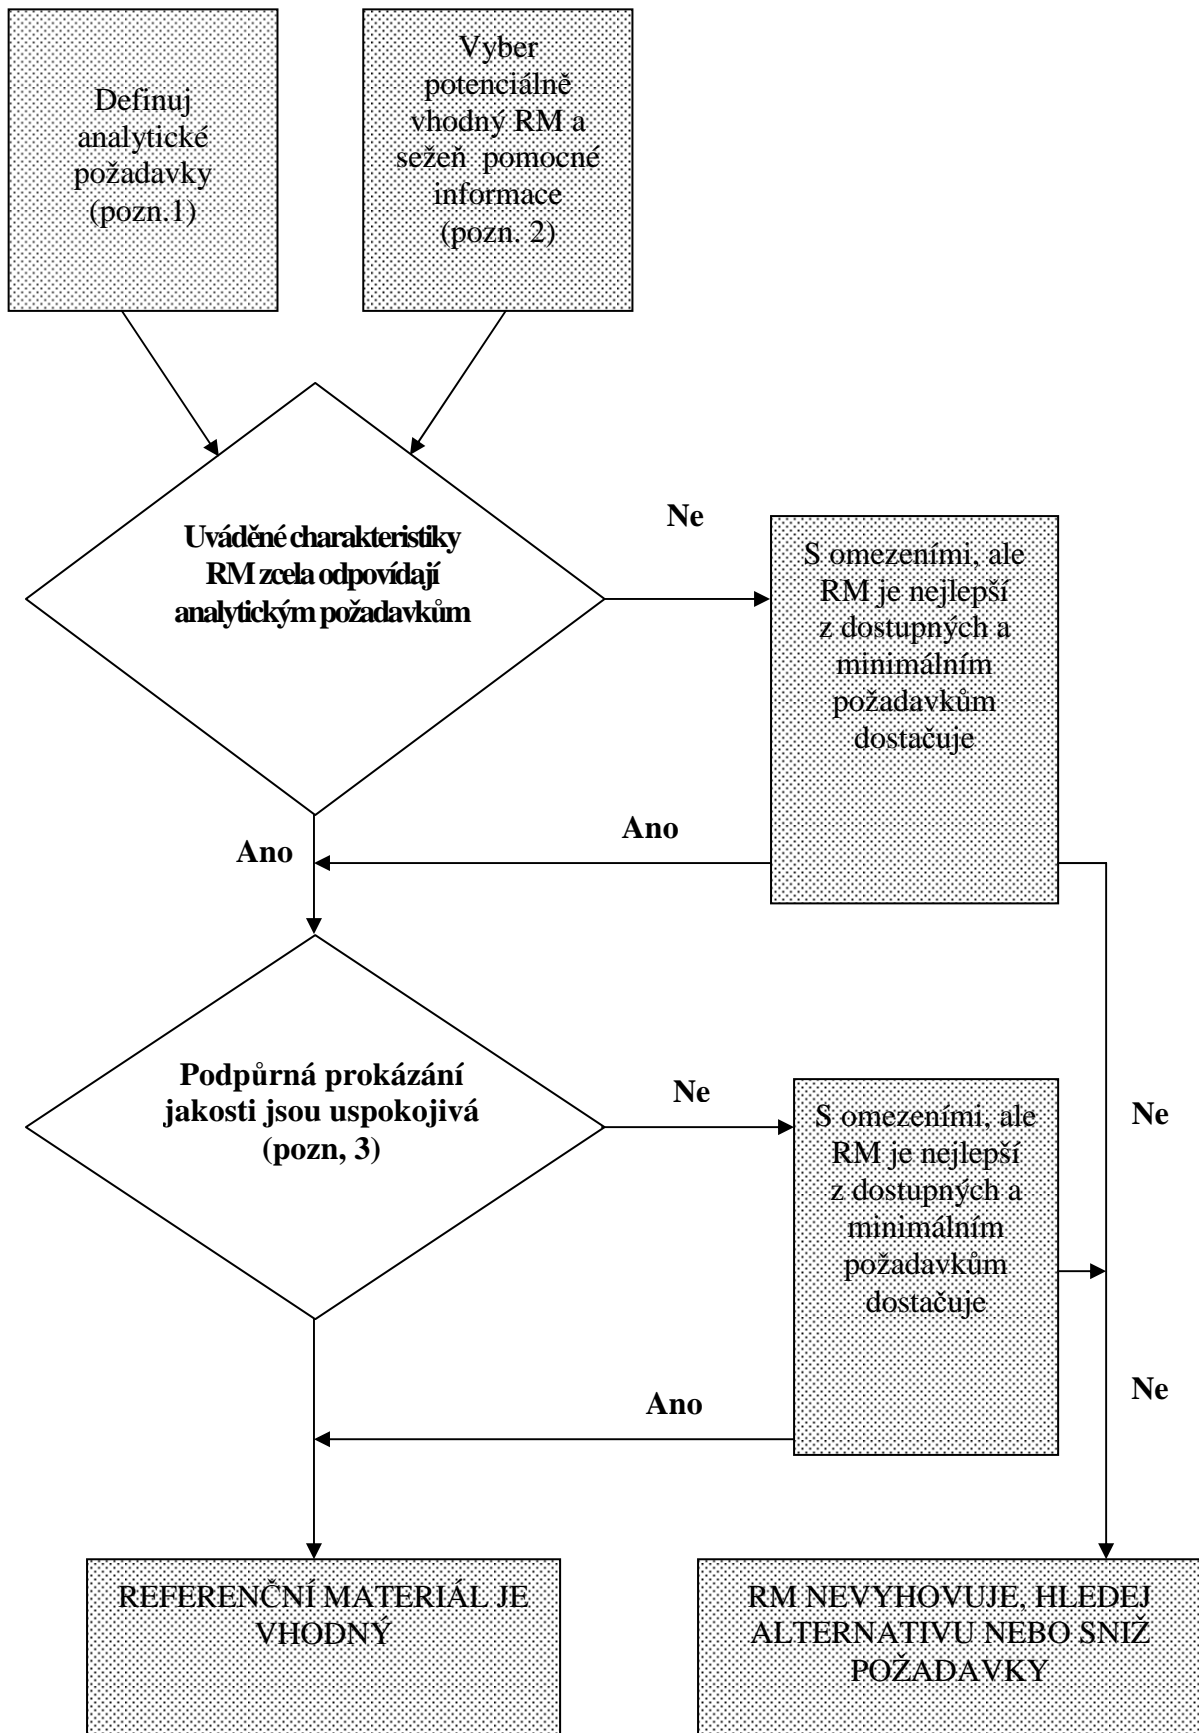 Definuj
analytické
požadavky
(pozn.1)
Vyber
potenciálně
vhodný RM a
sežeň pomocné
informace
(pozn. 2)
Uváděné charakteristiky
RM zcela odpovídají
analytickým požadavkům
Ne
S omezeními, ale
RM je nejlepší
z dostupných a
minimálním
požadavkům
dostačuje
Ano
Ano
Podpůrná prokázání
jakosti jsou uspokojivá
(pozn, 3)
Ne
S omezeními, ale
RM je nejlepší
z dostupných a
minimálním
požadavkům
dostačuje
Ne
Ne
Ano
REFERENČNÍ MATERIÁL JE
VHODNÝ
RM NEVYHOVUJE, HLEDEJ
ALTERNATIVU NEBO SNIŽ
POŽADAVKY